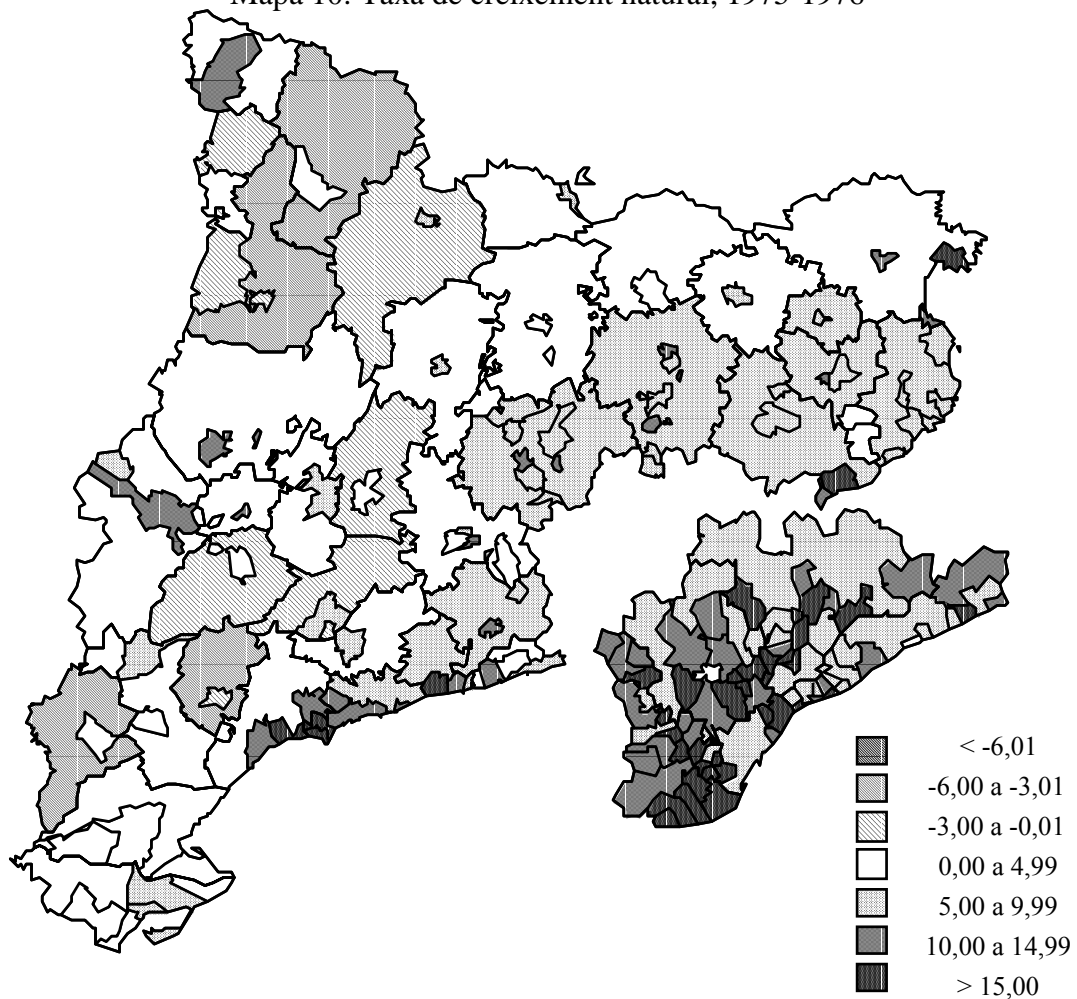 Mapa 10: Taxa de creixement natural, 1975-1978
< -6,01
-6,00 a -3,01
-3,00 a -0,01
0,00 a 4,99
5,00 a 9,99
10,00 a 14,99
> 15,00